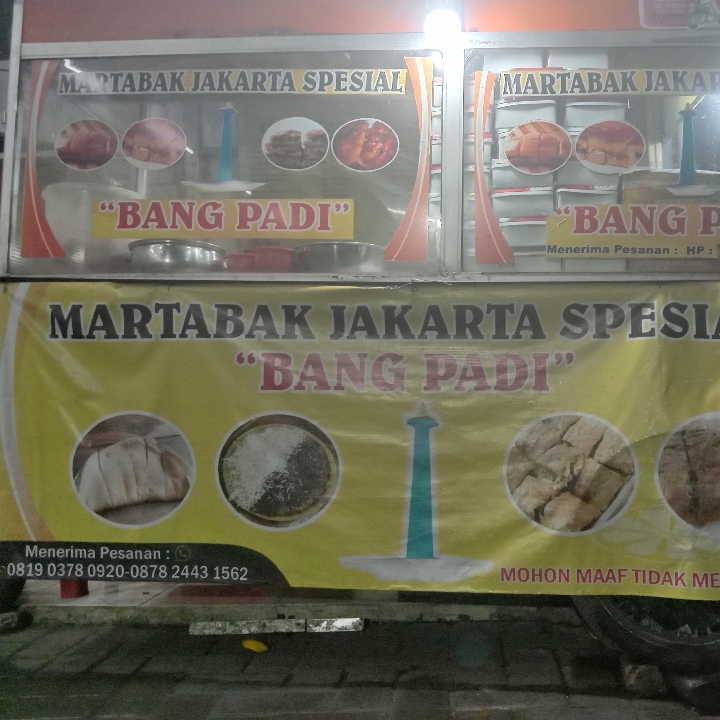 MARTABAK JAKARTA SPESIAL
"BANG PADI"
MARTABAK JAKA
"BANG P
Menerima Pesanan : HP :
MARTABAK JAKARTA SPESIA
"BANG PADI"
Menerima Pesanan :
0819 0378 0920-0878 2443 1562
MOHON MAAF TIDAK ME